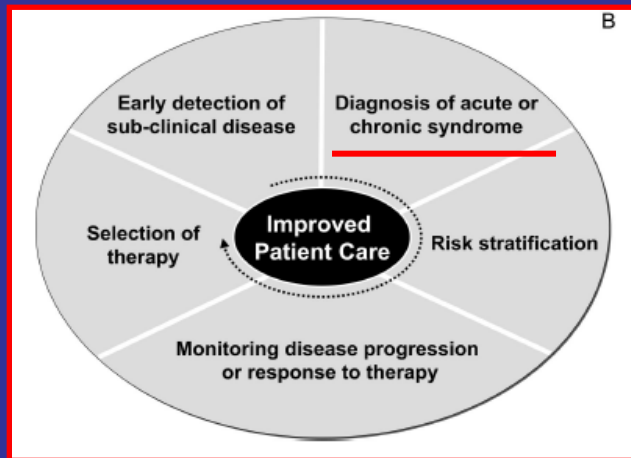 B
Early detection of
sub-clinical disease
Diagnosis of acute or
chronic syndrome
Improved
Patient Care
Selection of
therapy
Risk stratification
Monitoring disease progression
or response to therapy